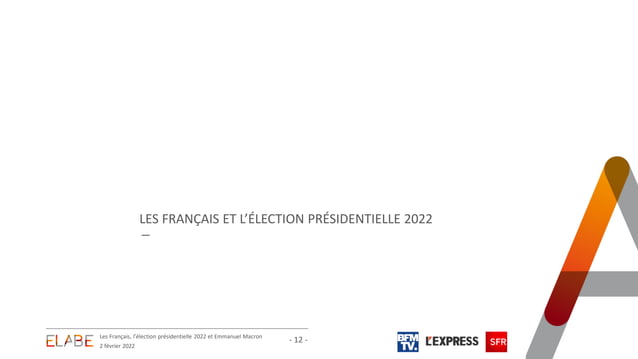 LES FRANÇAIS ET L’ÉLECTION PRÉSIDENTIELLE 2022
ELABE
Les Français, l'élection présidentielle 2022 et Emmanuel Macron
2 février 2022
- 12 -
BFM
TV.
L'EXPRESS
SFR